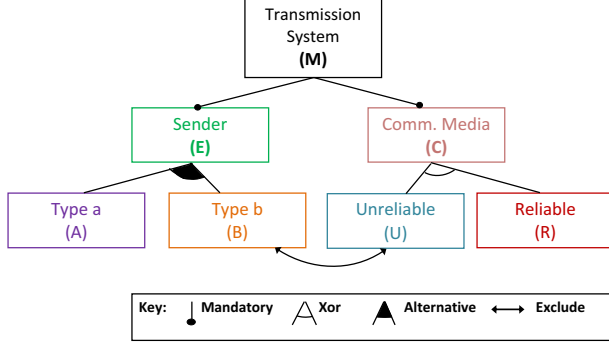 Transmission
System
(M)
Sender
(E)
Comm. Media
(C)
Type a
(A)
Type b
(B)
Unreliable
(U)
Reliable
(R)
Key: Mandatory Xor Alternative Exclude